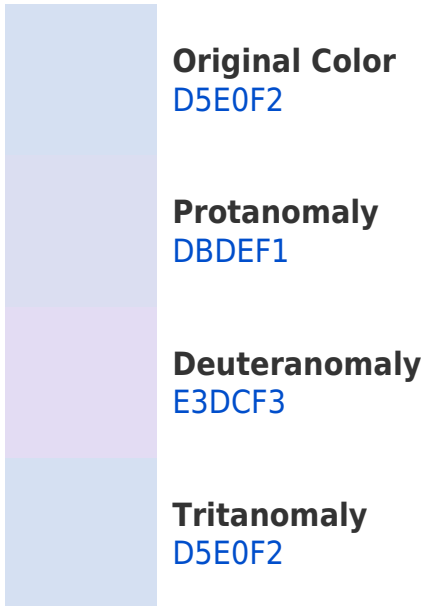 Original Color
D5E0F2
Protanomaly
DBDEF1
Deuteranomaly
E3DCF3
Tritanomaly
D5E0F2